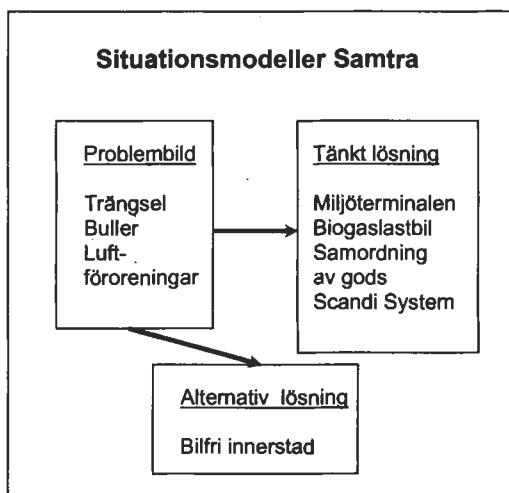 Situationsmodeller Samtra
Problembild
Trängsel
Buller
Luft-
föroreningar
Tänkt lösning
Miljöterminalen
Biogaslastbil
Samordning
av gods
Scandi System
Alternativ lösning
Bilfri innerstad